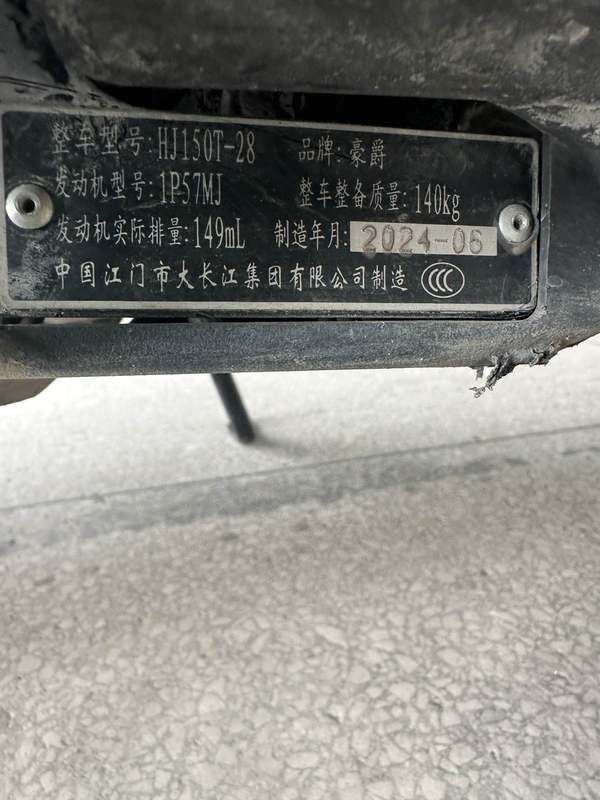 整车型号:HJ150T-28 品牌:豪爵
发动机型号:1P57MJ 整车整备质量:140kg
发动机实际排量:149mL 制造年月:2024-06
中国江门市大长江集团有限公司制造 CCC